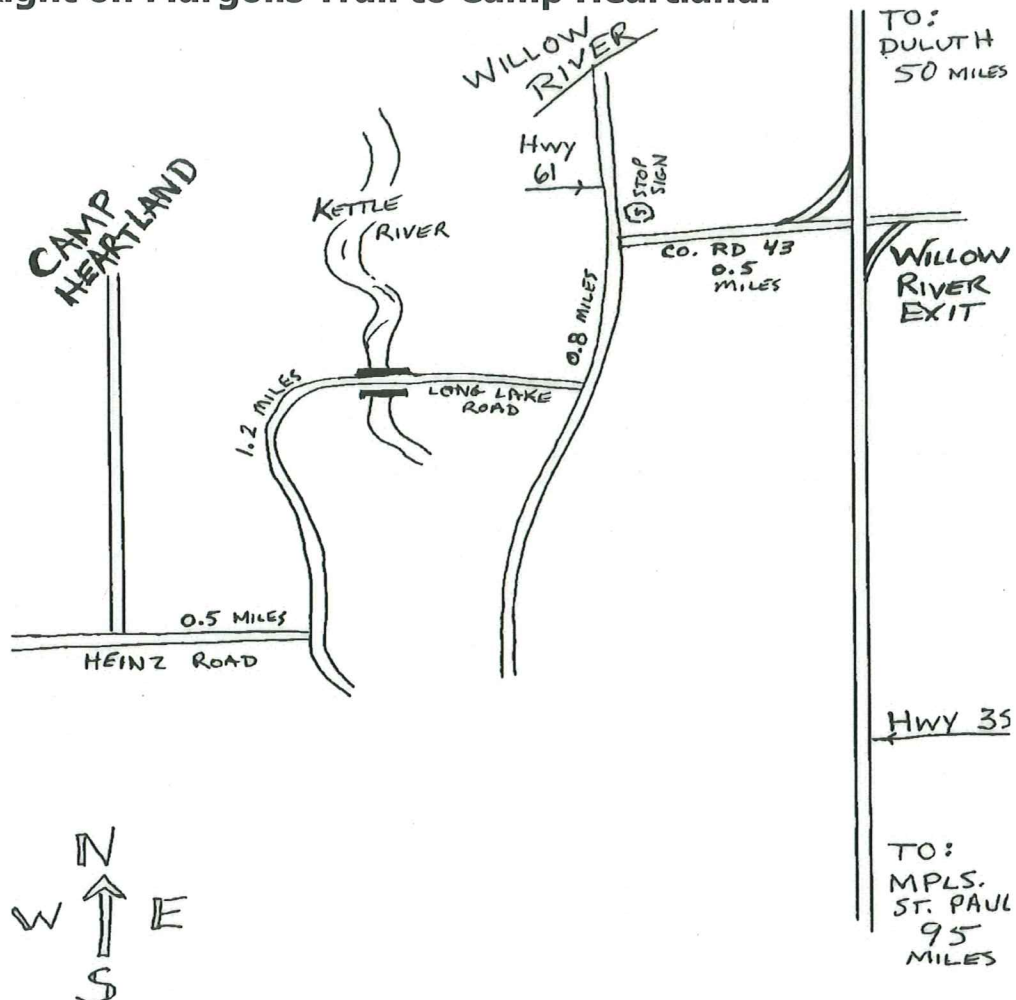 ight on Margons Trail to Camp Heartland.
TO:
DULUTH
50 MILES
WILLOW
RIVER
Hwy
61
STOP
SIGN
S
CAMP
HEARTLAND
KETTLE
RIVER
CO. RD 43
0.5
MILES
WILLOW
RIVER
EXIT
0.8 MILES
LONG LAKE
ROAD
1.2 MILES
0.5 MILES
HEINZ ROAD
Hwy 35
N
W E
S
TO:
MPLS.
ST. PAUL
95
MILES